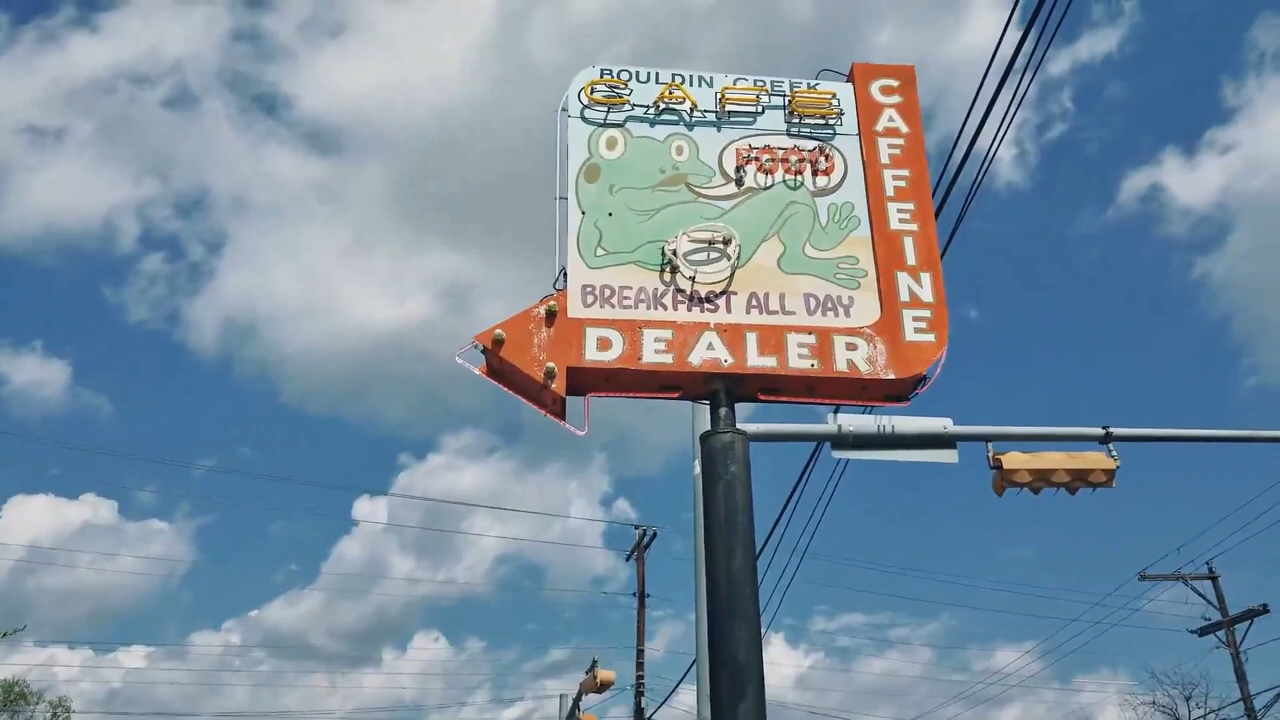 BOULDIN CREEK
CAFE
FOOD
BREAKFAST ALL DAY
CAFFEINE
DEALER